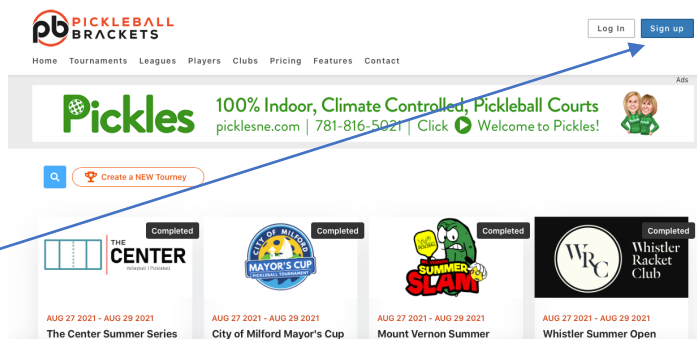 pb PICKLEBALL
BRACKETS
Log In
Sign up
Home Tournaments Leagues Players Clubs Pricing Features Contact
Ads
Pickles
100% Indoor, Climate Controlled, Pickleball Courts
picklesne.com | 781-816-5021 | Click Welcome to Pickles!
Create a NEW Tourney
Completed
THE
CENTER
Volleyball | Pickleball
AUG 27 2021 - AUG 29 2021
The Center Summer Series
Completed
CITY OF MILFORD
MAYOR'S CUP
PICKLEBALL TOURNAMENT
AUG 27 2021 - AUG 29 2021
City of Milford Mayor's Cup
Completed
SUMMER
SLAM
AUG 27 2021 - AUG 29 2021
Mount Vernon Summer
Completed
WRC
Whistler
Racket
Club
AUG 27 2021 - AUG 29 2021
Whistler Summer Open